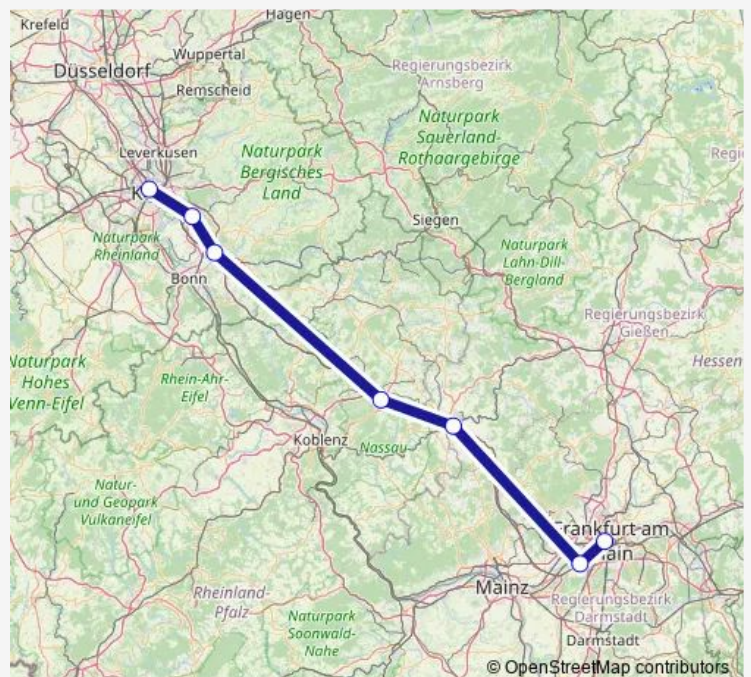 Krefeld
Hagen
Düsseldorf
Wuppertal
Remscheid
Regierungsbezirk
Arnsberg
Naturpark
Sauerland-
Rothaargebirge
Leverkusen
Naturpark
Bergisches
Land
Regie
K
Siegen
Naturpark
Rheinland
Naturpark
Lahn-Dill-
Bergland
Bonn
Regierungsbezirk
Gießen
Naturpark
Hohes
Venn-Eifel
Rhein-Ahr-
Eifel
Hessen
Koblenz
Nassau
Natur-
und Geopark
Vulkaneifel
Frankfurt am
Main
Mainz
Rheinland-
Pfalz
Regierungsbezirk
Darmstadt
Naturpark
Soonwald-
Nahe
Darmstadt
© OpenStreetMap contributors